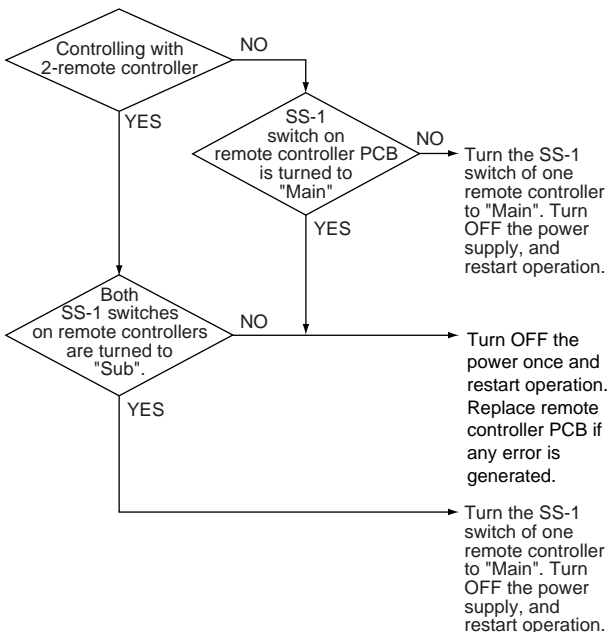 Controlling with
2-remote controller
NO
YES
SS-1
switch on
remote controller PCB
is turned to
"Main"
NO
Turn the SS-1
switch of one
remote controller
to "Main". Turn
OFF the power
supply, and
restart operation.
YES
Both
SS-1 switches
on remote controllers
are turned to
"Sub".
NO
Turn OFF the
power once and
restart operation.
Replace remote
controller PCB if
any error is
generated.
YES
Turn the SS-1
switch of one
remote controller
to "Main". Turn
OFF the power
supply, and
restart operation.